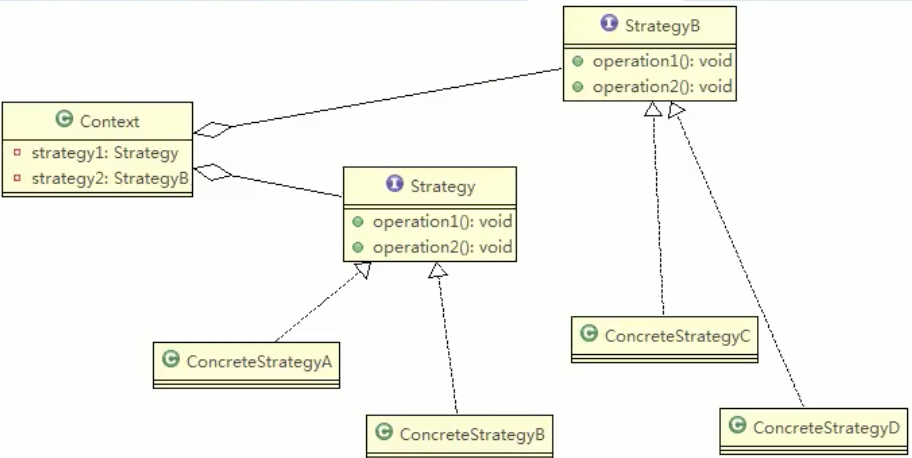 StrategyB
operation1(): void
operation2(): void
Context
strategy1: Strategy
strategy2: StrategyB
Strategy
operation1(): void
operation2(): void
ConcreteStrategyA
ConcreteStrategyB
ConcreteStrategyC
ConcreteStrategyD